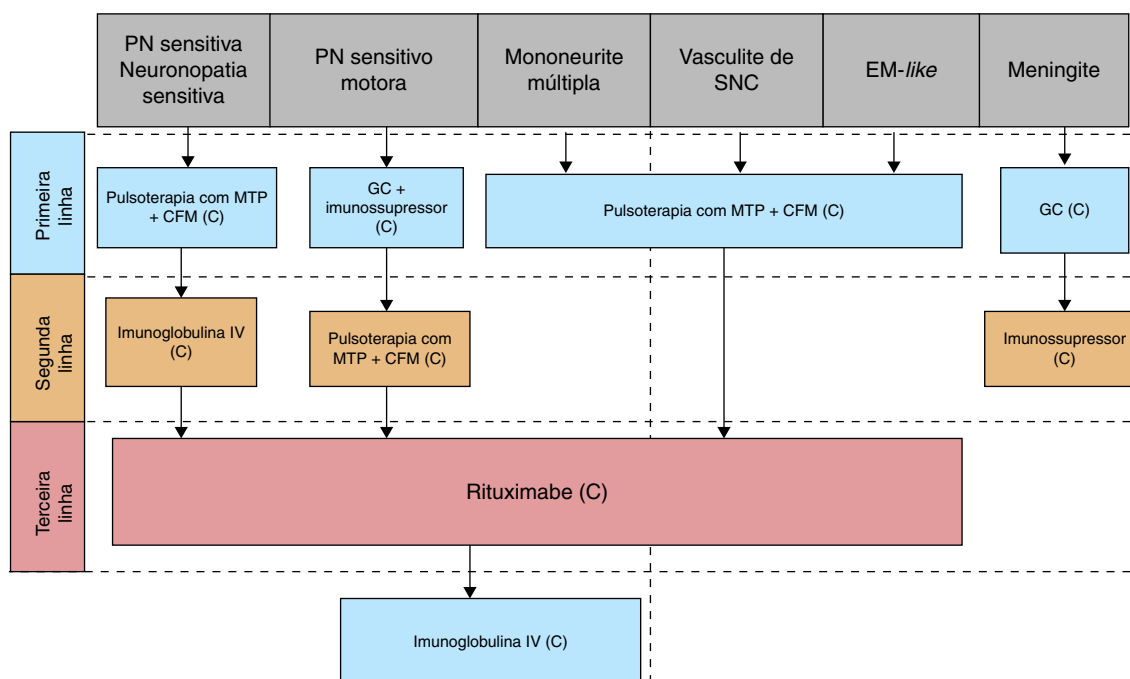 PN sensitiva
Neuronopatia
sensitiva
PN sensitivo
motora
Mononeurite
múltipla
Vasculite de
SNC
EM-like
Meningite
Primeira
linha
Pulsoterapia com MTP
+ CFM (C)
GC +
imunossupressor
(C)
Pulsoterapia com MTP + CFM (C)
GC (C)
Segunda
linha
Imunoglobulina IV
(C)
Pulsoterapia com
MTP + CFM (C)
Imunossupressor
(C)
Terceira
linha
Rituximabe (C)
Imunoglobulina IV (C)